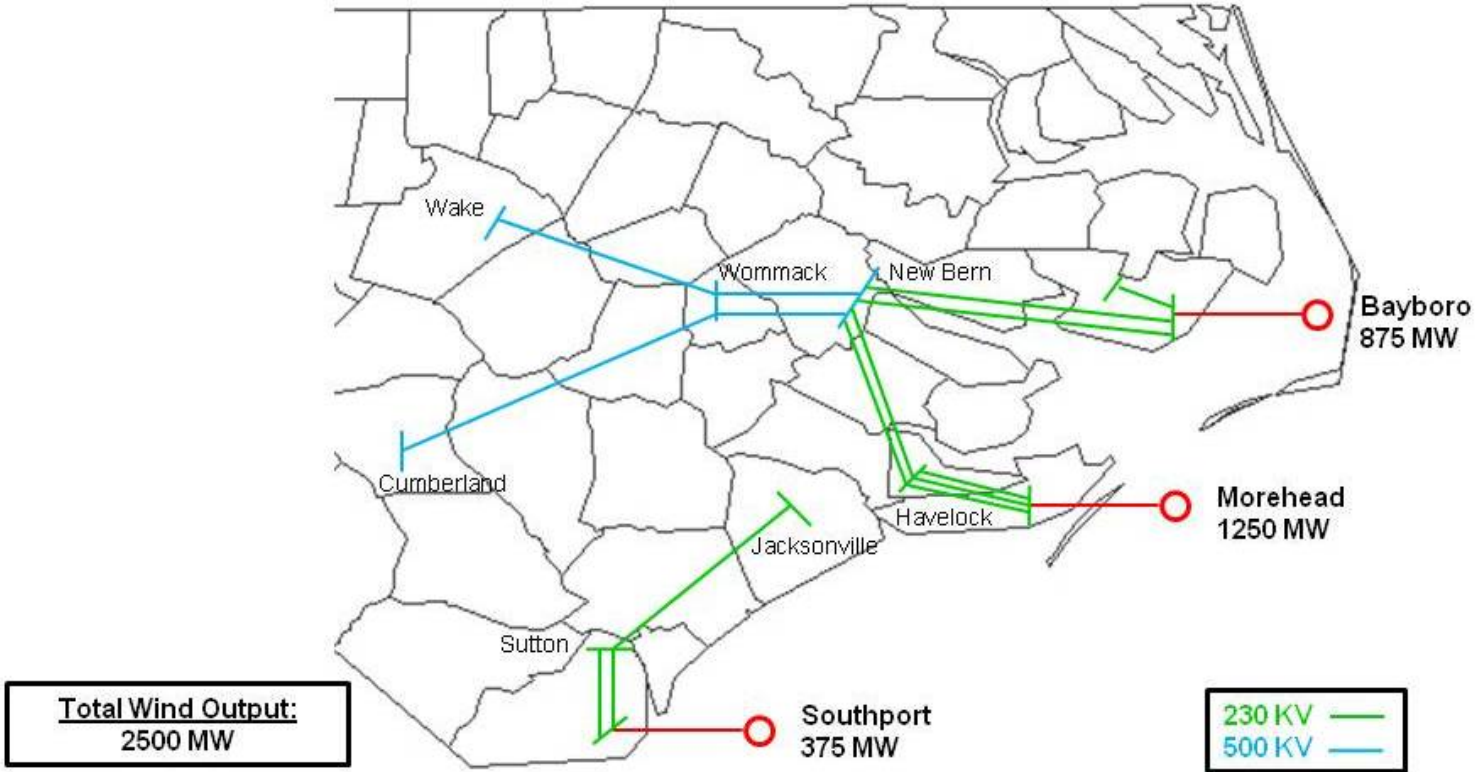 Wake
Wommack
New Bern
Bayboro
875 MW
Cumberland
Havelock
Morehead
1250 MW
Jacksonville
Sutton
Southport
375 MW
Total Wind Output:
2500 MW
230 KV
500 KV